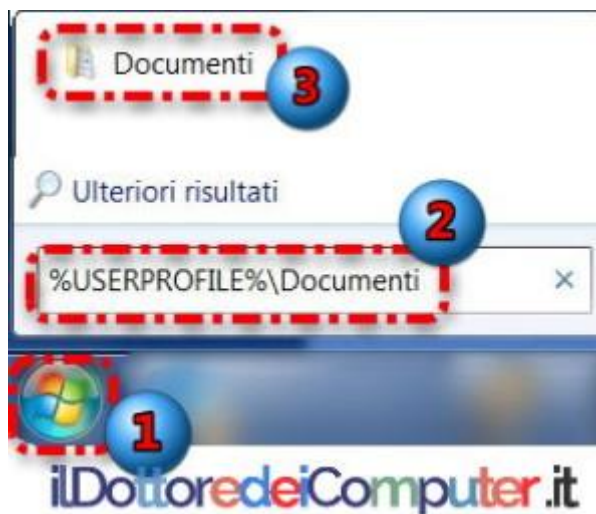 Documenti
3
Ulteriori risultati
2
%USERPROFILE%\Documenti
1
ilDottoredeiComputer.it